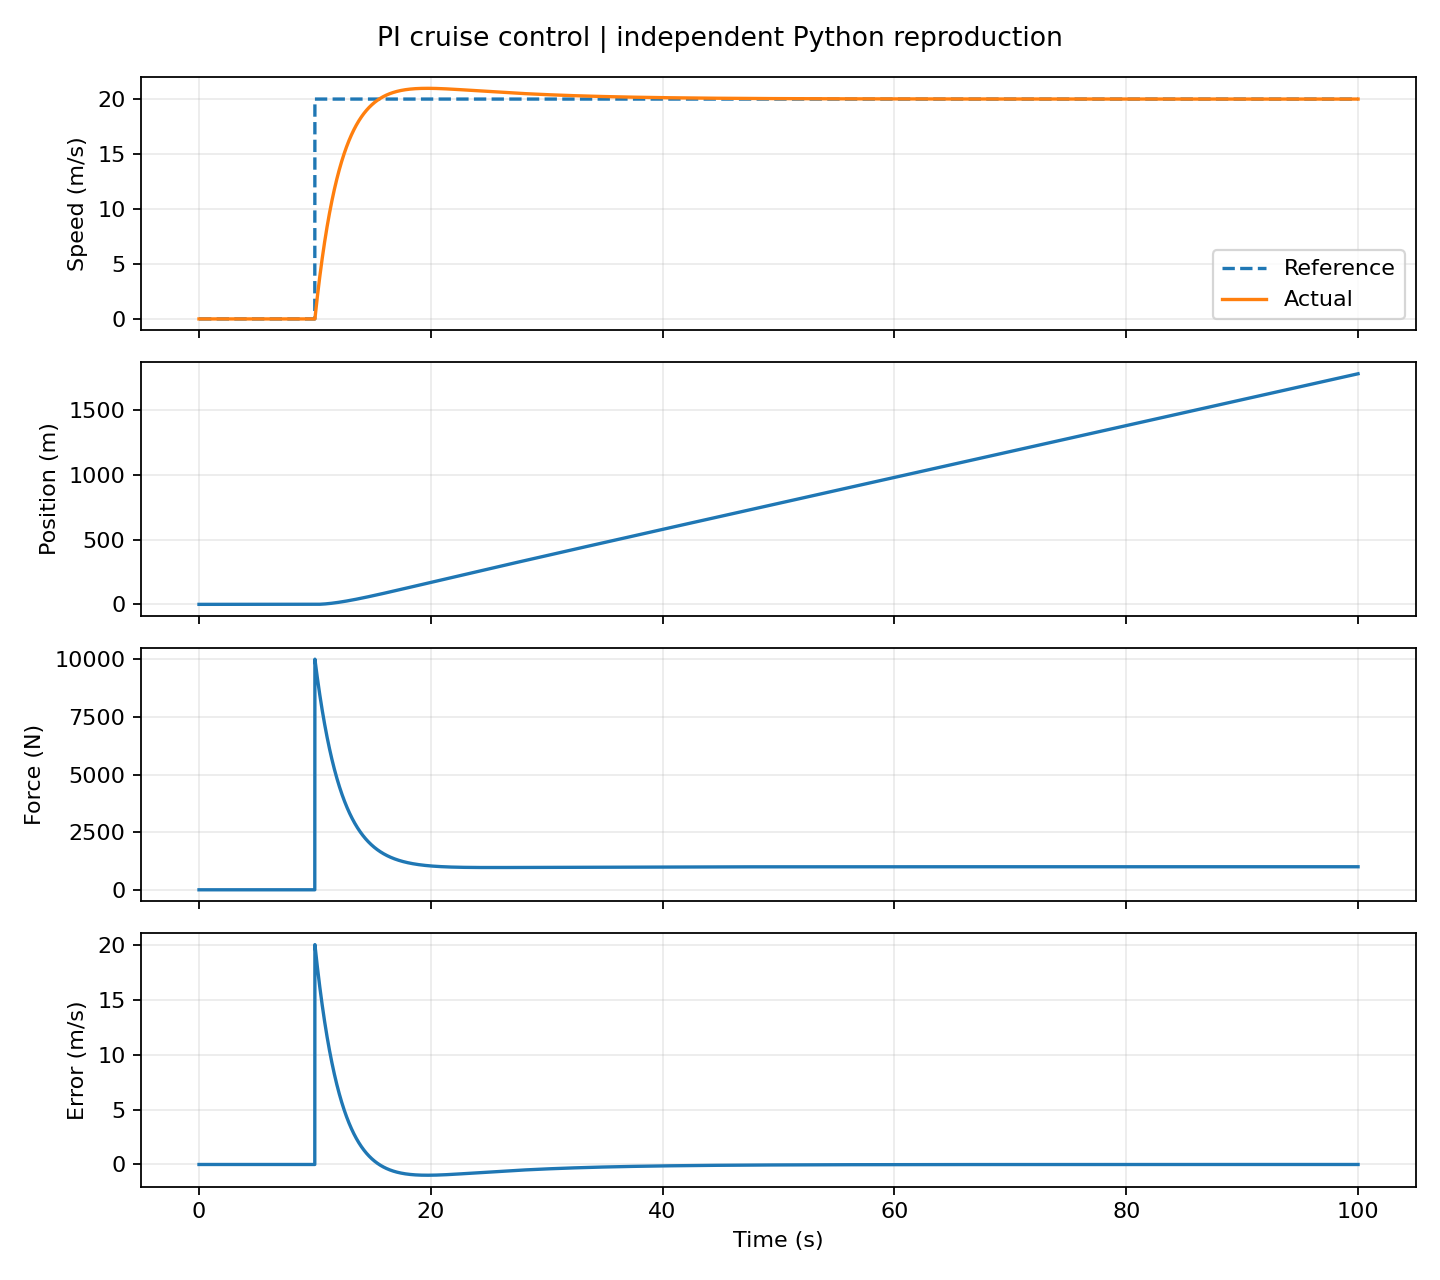 PI cruise control | independent Python reproduction
20
15
10
5
0
Speed (m/s)
Reference
Actual
1500
1000
500
0
Position (m)
10000
7500
5000
2500
0
Force (N)
20
15
10
5
0
Error (m/s)
0 20 40 60 80 100
Time (s)